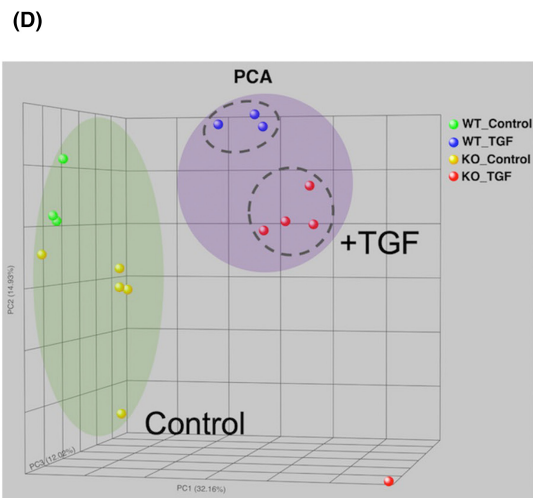 (D)
PCA
WT_Control
WT_TGF
KO_Control
KO_TGF
+TGF
PC2 (14.93%)
Control
PC3 (12.02%)
PC1 (32.16%)